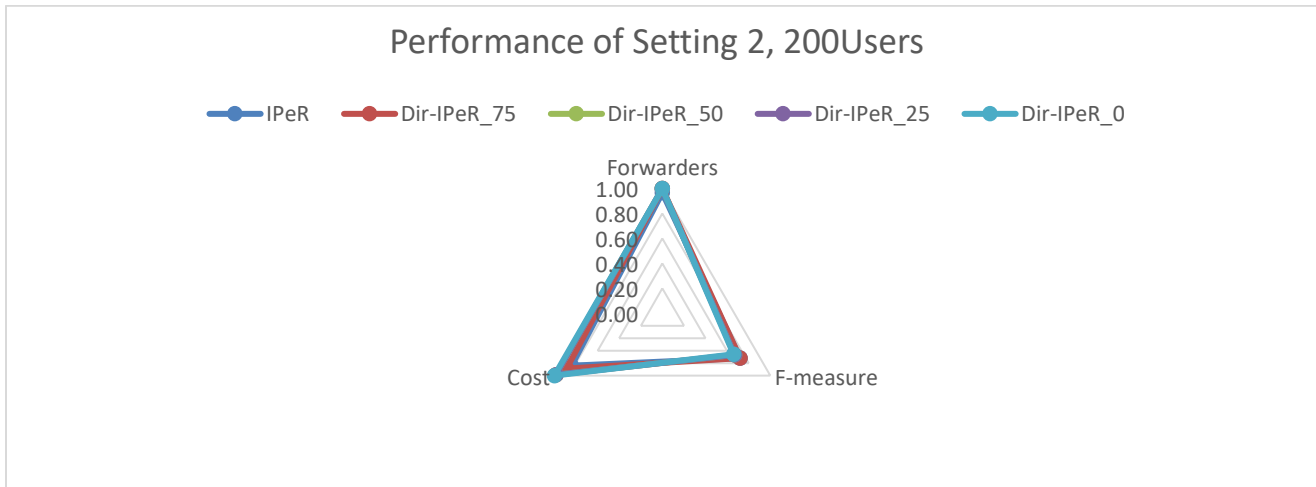 Performance of Setting 2, 200Users
IPeR Dir-IPeR_75 Dir-IPeR_50 Dir-IPeR_25 Dir-IPeR_0
Forwarders
1.00
0.80
0.60
0.40
0.20
0.00
Cost F-measure